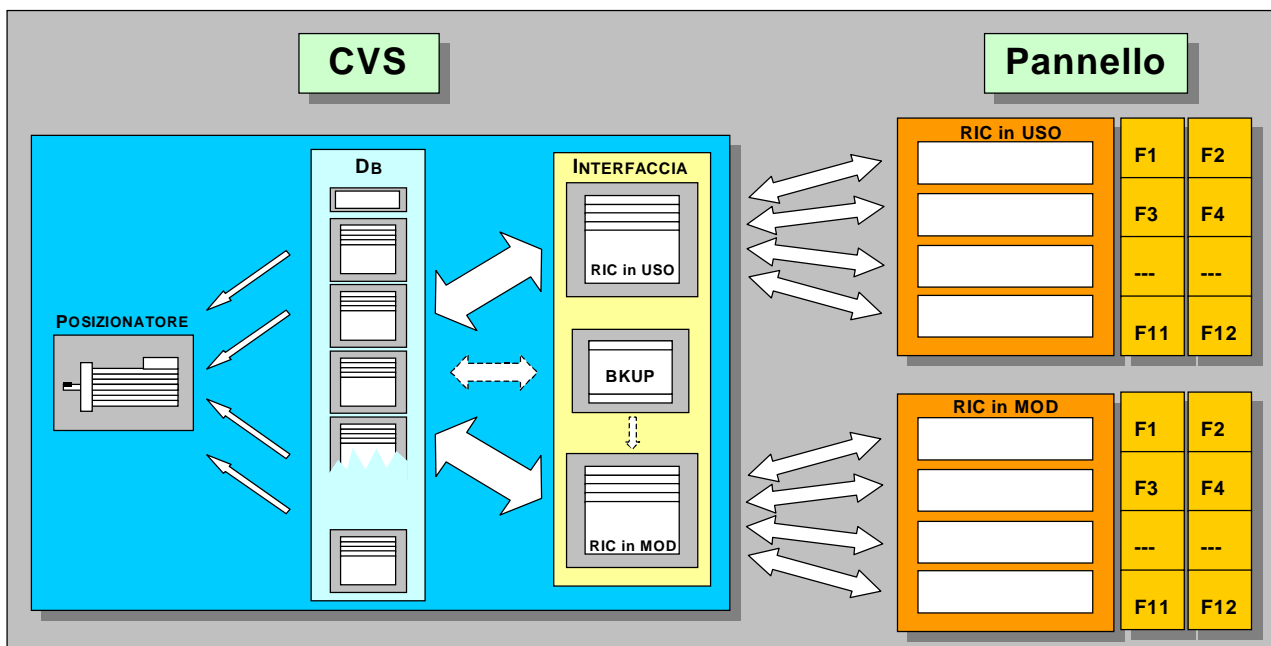 CVS
Pannello
POSIZIONATORE
DB
INTERFACCIA
RIC in USO
BKUP
RIC in MOD
RIC in USO
F1 F2
F3 F4
--- ---
F11 F12
RIC in MOD
F1 F2
F3 F4
--- ---
F11 F12